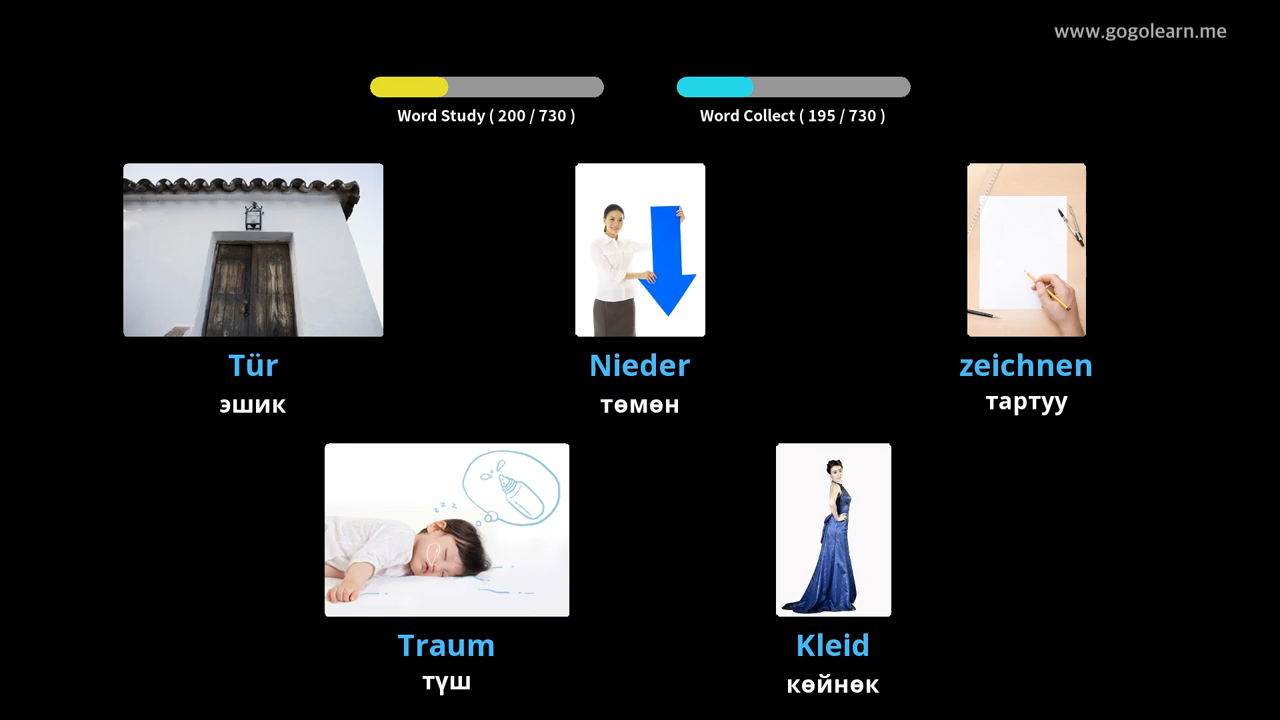 www.gogolearn.me
Word Study ( 200 / 730 )
Word Collect ( 195 / 730 )
Tür
эшик
Nieder
төмөн
zeichnen
тартуу
Traum
түш
Kleid
көйнөк